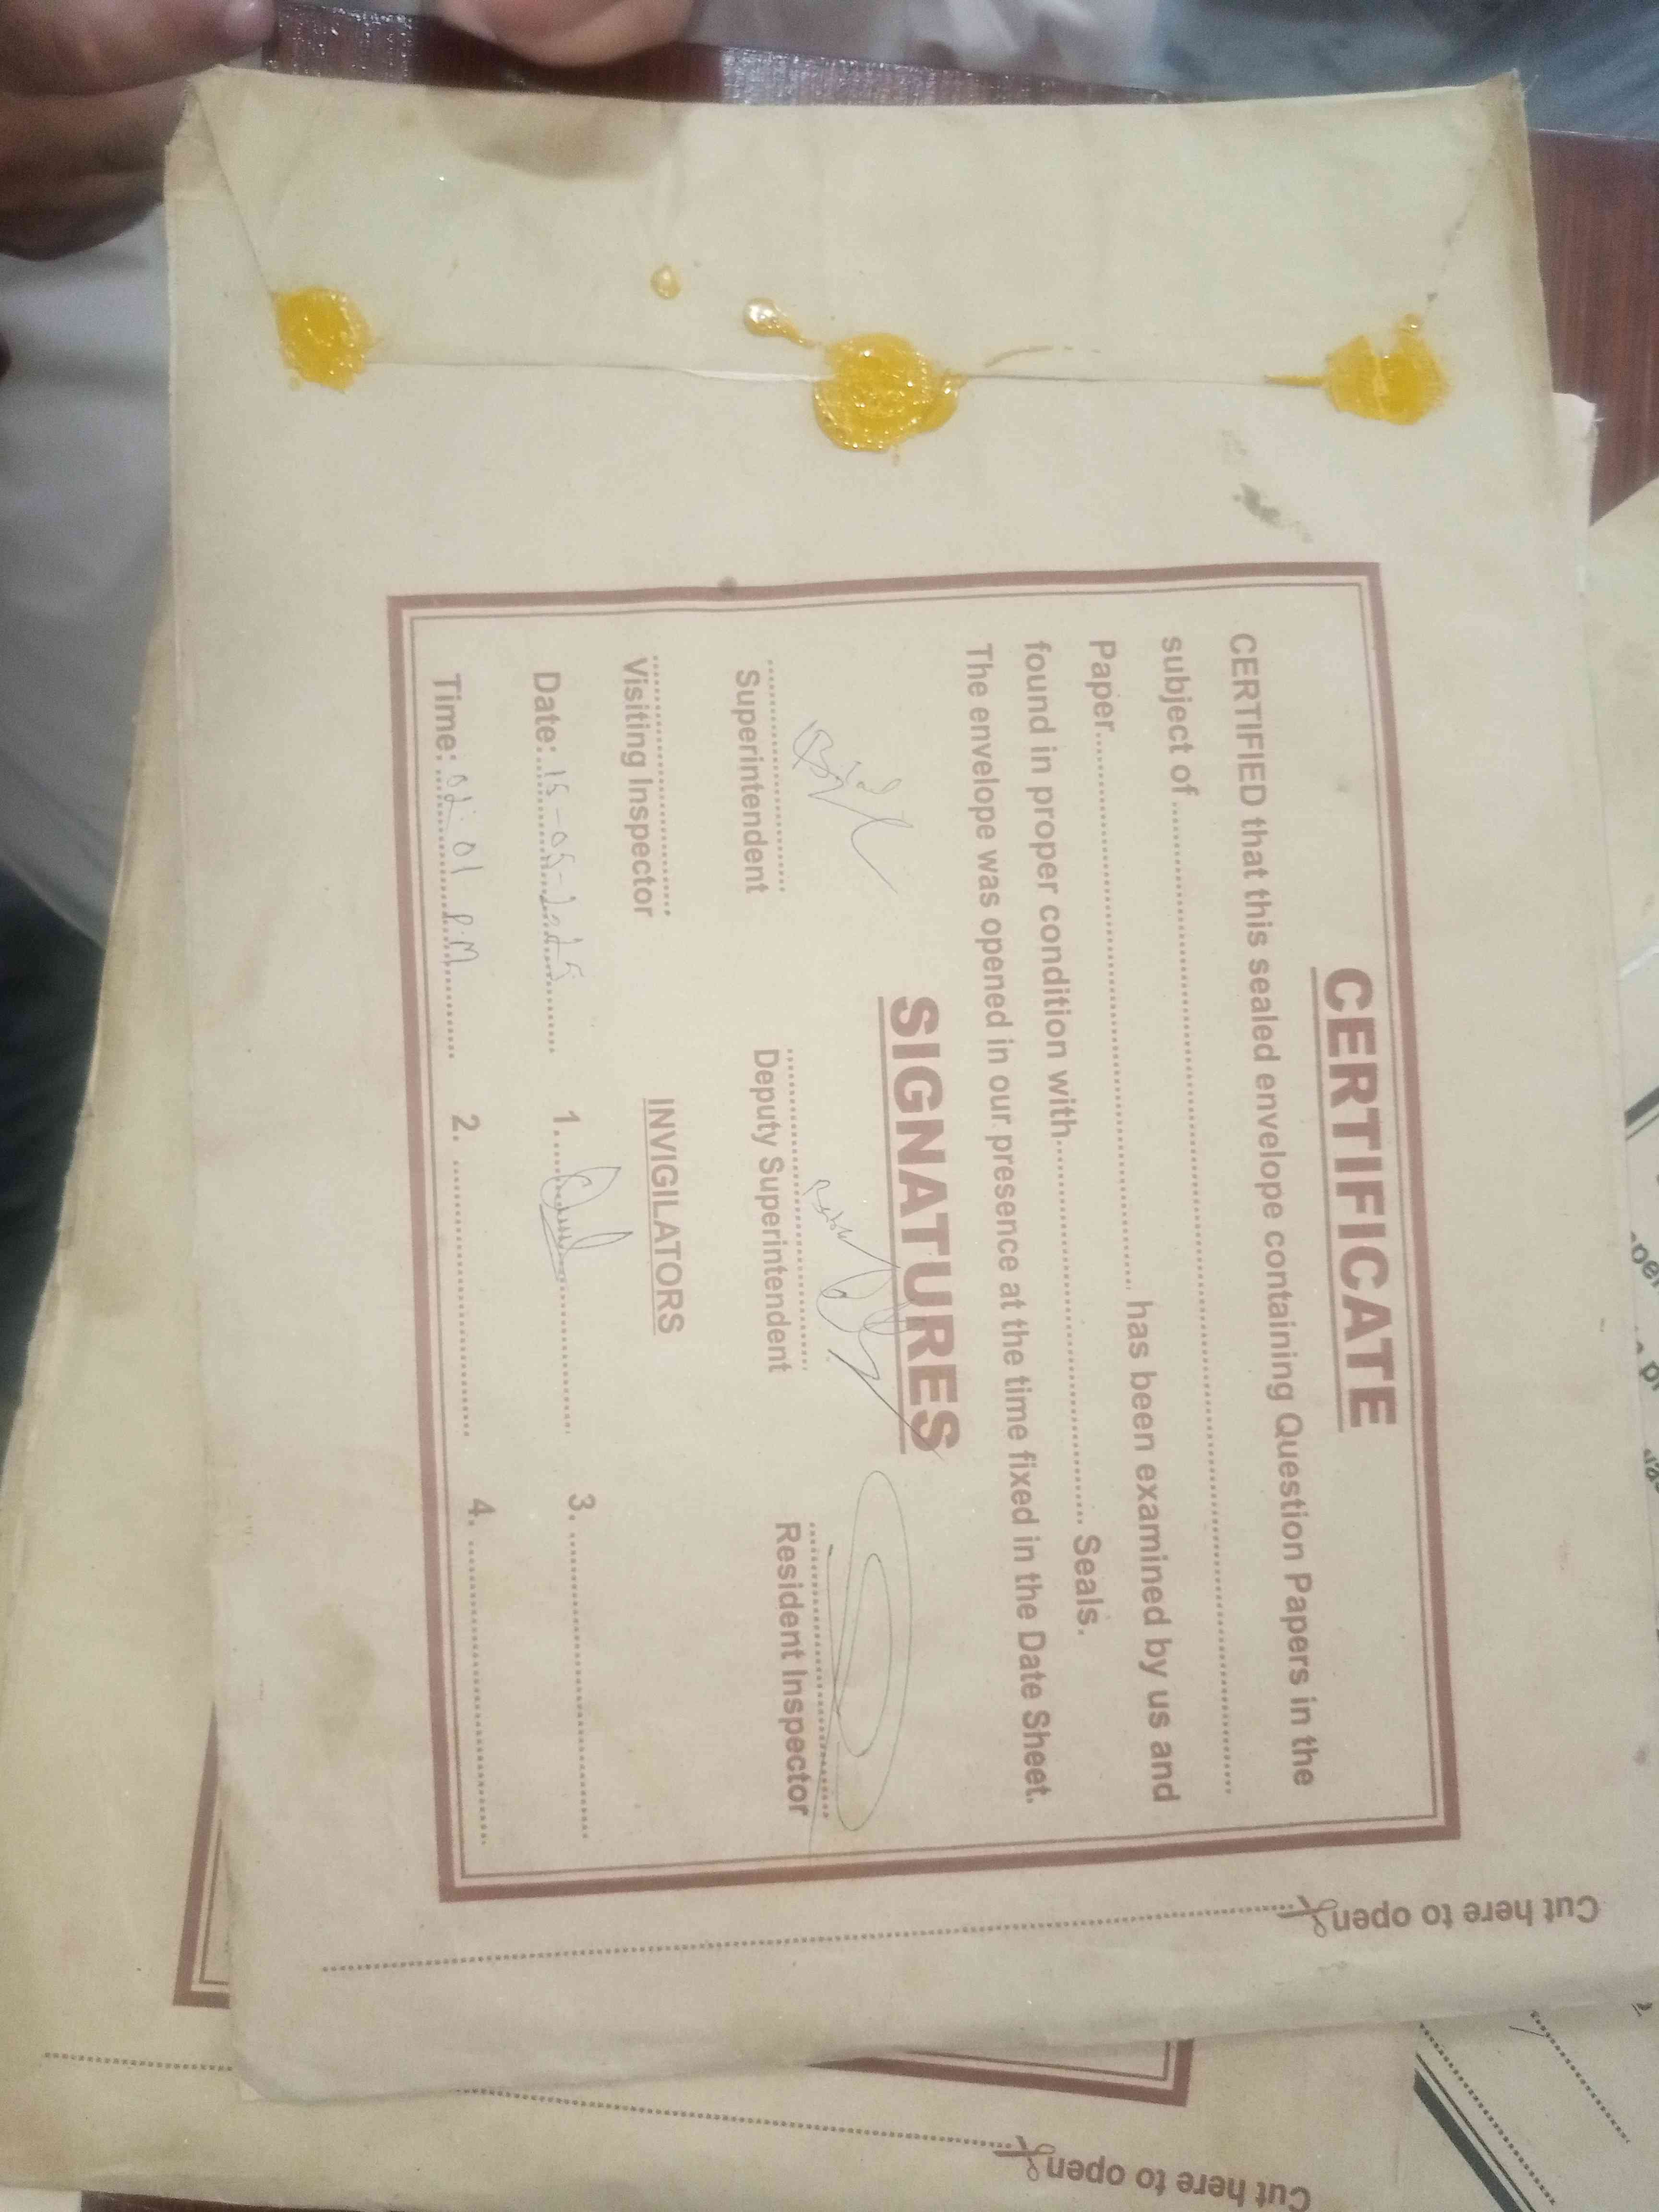 CERTIFICATE
CERTIFIED that this sealed envelope containing Question Papers in the
subject of ........................................
Paper........................................ has been examined by us and
found in proper condition with........................................ Seals.
The envelope was opened in our presence at the time fixed in the Date Sheet.
SIGNATURES
Superintendent Deputy Superintendent Resident Inspector
Visiting Inspector INVIGILATORS
Date: 15-05-2025 1. 3.
Time: 02:01 P.M 2. 4.
Cut here to open
Cut here to open